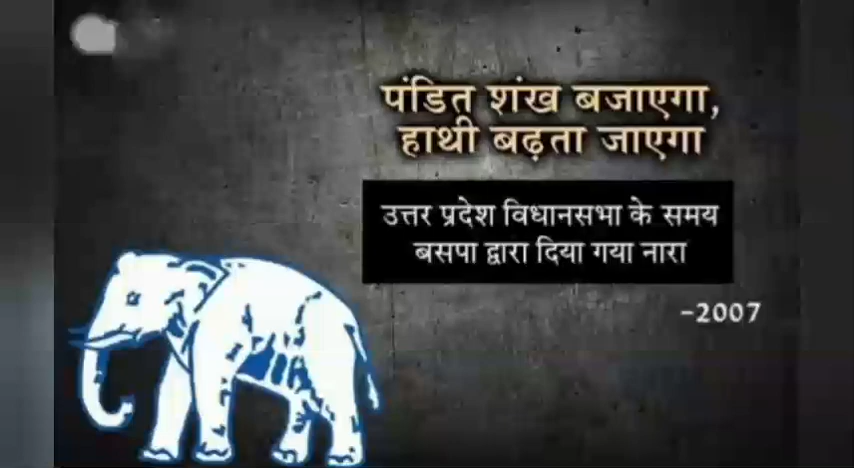 पंडित शंख बजाएगा,
हाथी बढ़ता जाएगा
उत्तर प्रदेश विधानसभा के समय
बसपा द्वारा दिया गया नारा
-2007